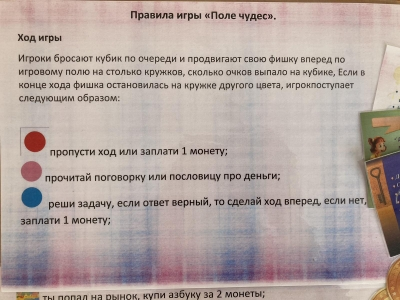 Правила игры «Поле чудес».
Ход игры
Игроки бросают кубик по очереди и продвигают свою фишку вперед по
игровому полю на столько кружков, сколько очков выпало на кубике, Если в
конце хода фишка остановилась на кружке другого цвета, игрокпоступает
следующим образом:
пропусти ход или заплати 1 монету;
прочитай поговорку или пословицу про деньги;
реши задачу, если ответ верный, то сделай ход вперед, если нет,
заплати 1 монету;
ты попал на рынок, купи азбуку за 2 монеты;